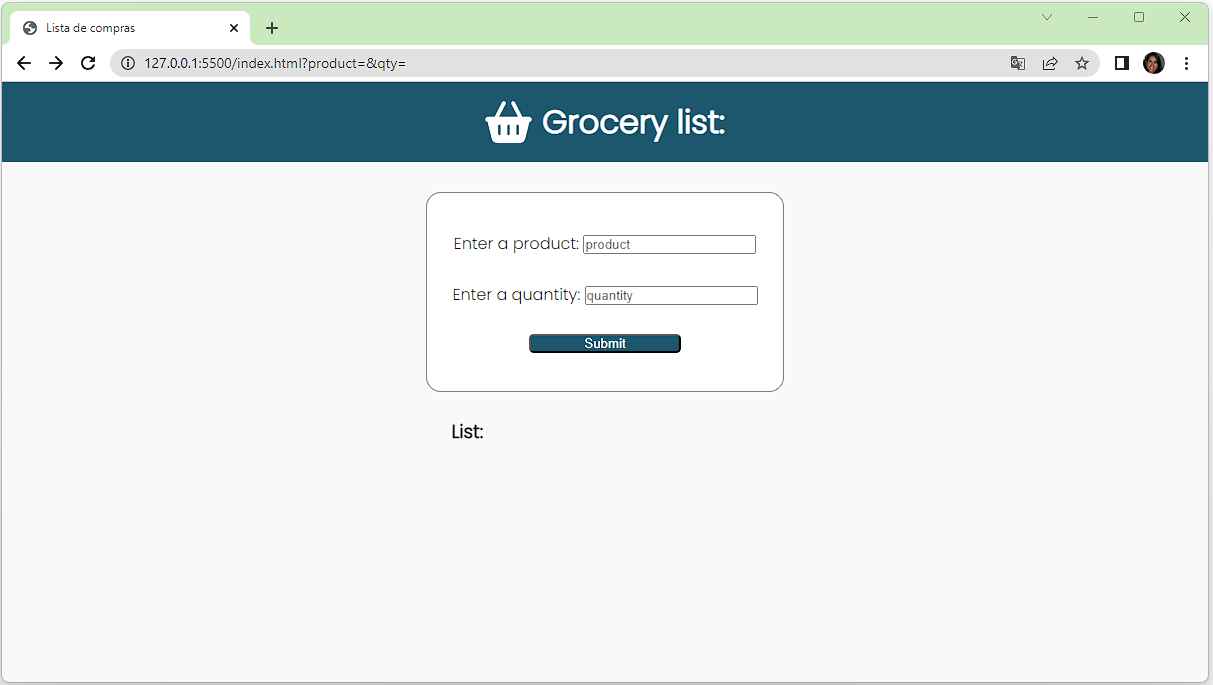 Lista de compras
127.0.0.1:5500/index.html?product=&qty=
Grocery list:
Enter a product: product
Enter a quantity: quantity
Submit
List: